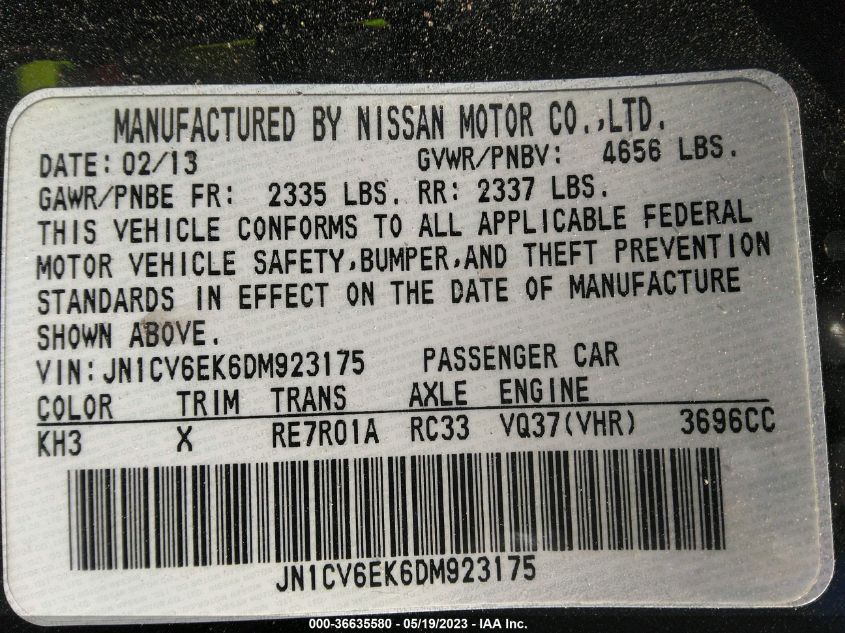 MANUFACTURED BY NISSAN MOTOR CO.,LTD.
DATE: 02/13 GVWR/PNBV: 4656 LBS.
GAWR/PNBE FR: 2335 LBS. RR: 2337 LBS.
THIS VEHICLE CONFORMS TO ALL APPLICABLE FEDERAL
MOTOR VEHICLE SAFETY,BUMPER,AND THEFT PREVENTION
STANDARDS IN EFFECT ON THE DATE OF MANUFACTURE
SHOWN ABOVE.
VIN: JN1CV6EK6DM923175 PASSENGER CAR
COLOR TRIM TRANS AXLE ENGINE
KH3 X RE7R01A RC33 VQ37(VHR) 3696CC
JN1CV6EK6DM923175
000-36635580 - 05/19/2023 - IAA Inc.